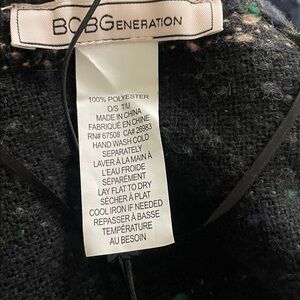 BCBGENERATION
100% POLYESTER
O/S T/U
MADE IN CHINA
FABRIQUÉ EN CHINE
RN# 67508 CA# 26983
HAND WASH COLD
SEPARATELY
LAVER À LA MAIN À
L'EAU FROIDE
SÉPARÉMENT
LAY FLAT TO DRY
SÉCHER À PLAT
COOL IRON IF NEEDED
REPASSER À BASSE
TEMPÉRATURE
AU BESOIN